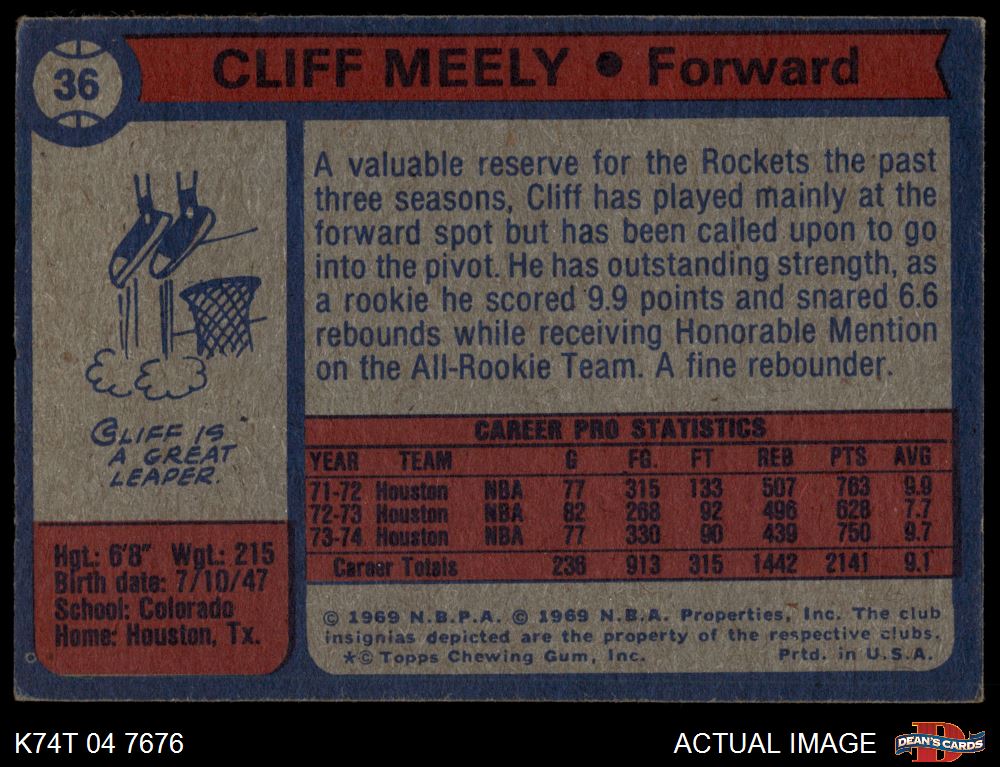 36
CLIFF MEELY ● Forward
A valuable reserve for the Rockets the past
three seasons, Cliff has played mainly at the
forward spot but has been called upon to go
into the pivot. He has outstanding strength, as
a rookie he scored 9.9 points and snared 6.6
rebounds while receiving Honorable Mention
on the All-Rookie Team. A fine rebounder.
CLIFF IS
A GREAT
LEAPER.
Hgt.: 6'8" Wgt.: 215
Birth date: 7/10/47
School: Colorado
Home: Houston, Tx.
CAREER PRO STATISTICS
YEAR TEAM G FG. FT REB PTS AVG
71-72 Houston NBA 77 315 133 507 763 9.9
72-73 Houston NBA 82 268 92 496 628 7.7
73-74 Houston NBA 77 330 90 439 750 9.7
Career Totals 236 913 315 1442 2141 9.1
© 1969 N.B.P.A. © 1969 N.B.A. Properties, Inc. The club
insignias depicted are the property of the respective clubs.
*© Topps Chewing Gum, Inc. Prtd. in U.S.A.
K74T 04 7676
ACTUAL IMAGE
D
DEAN'S CARDS